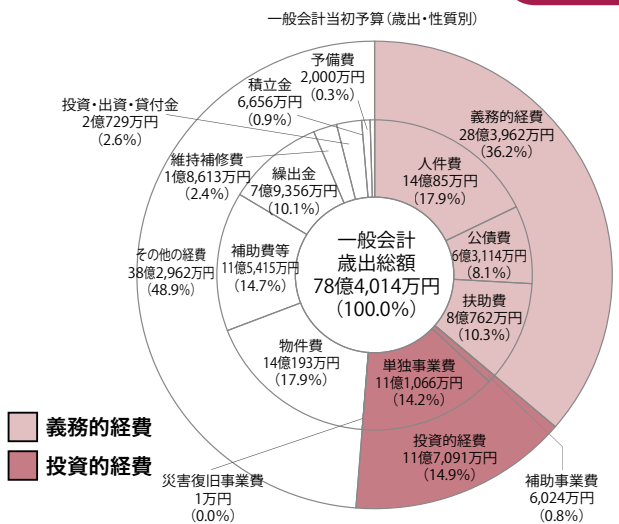 一般会計当初予算（歳出・性質別）
予備費
2,000万円
（0.3%）
積立金
6,656万円
（0.9%）
投資・出資・貸付金
2億729万円
（2.6%）
維持補修費
1億8,613万円
（2.4%）
繰出金
7億9,356万円
（10.1%）
義務的経費
28億3,962万円
（36.2%）
人件費
14億85万円
（17.9%）
公債費
6億3,114万円
（8.1%）
扶助費
8億762万円
（10.3%）
一般会計
歳出総額
78億4,014万円
（100.0%）
その他の経費
38億2,962万円
（48.9%）
補助費等
11億5,415万円
（14.7%）
物件費
14億193万円
（17.9%）
単独事業費
11億1,066万円
（14.2%）
投資的経費
11億7,091万円
（14.9%）
義務的経費
投資的経費
災害復旧事業費
1万円
（0.0%）
補助事業費
6,024万円
（0.8%）